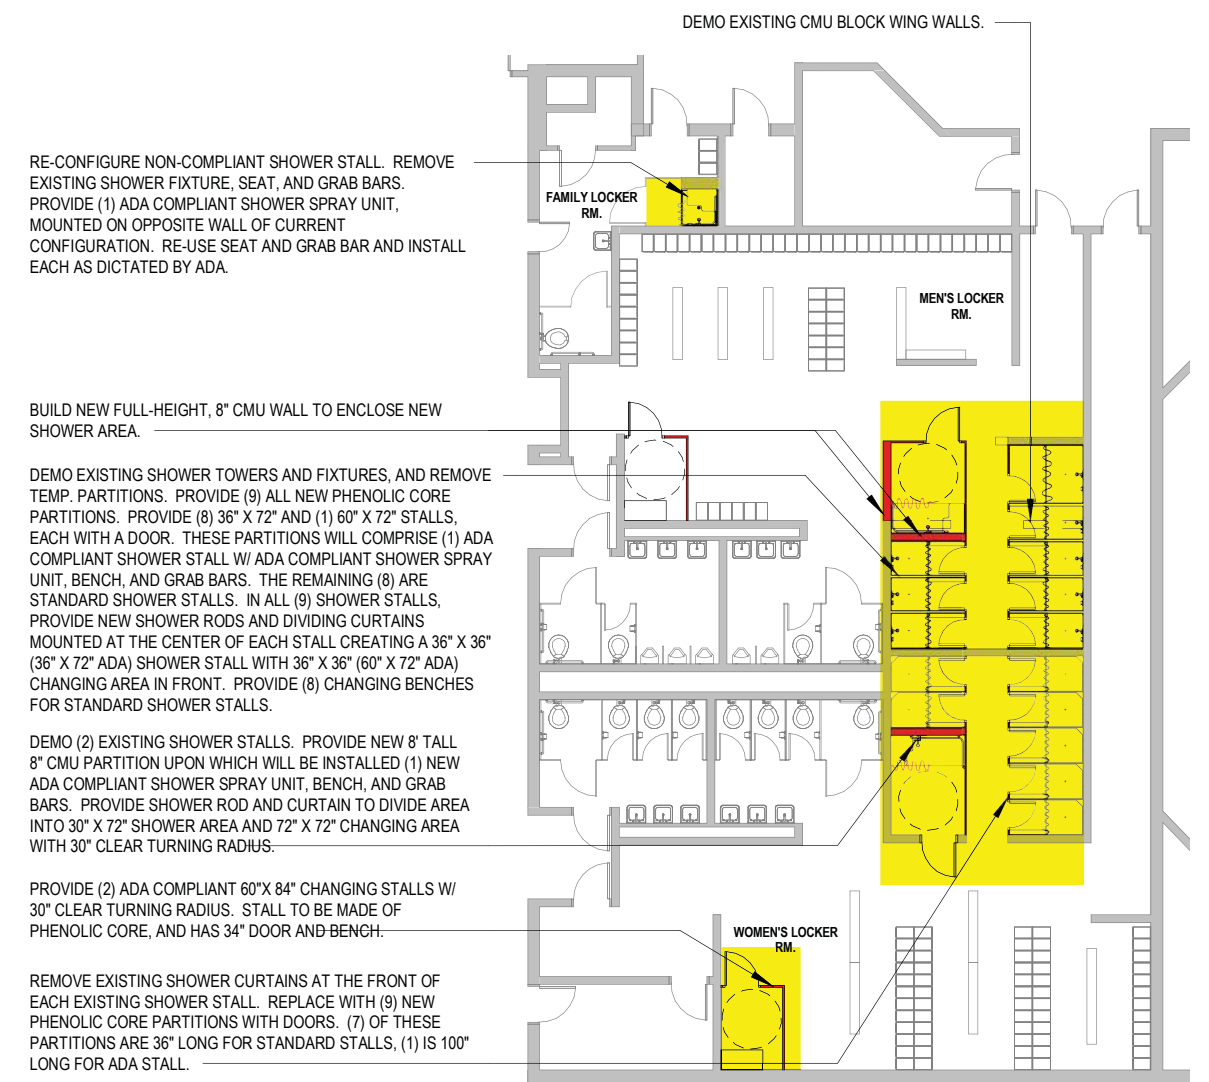 DEMO EXISTING CMU BLOCK WING WALLS.
RE-CONFIGURE NON-COMPLIANT SHOWER STALL. REMOVE
EXISTING SHOWER FIXTURE, SEAT, AND GRAB BARS.
PROVIDE (1) ADA COMPLIANT SHOWER SPRAY UNIT,
MOUNTED ON OPPOSITE WALL OF CURRENT
CONFIGURATION. RE-USE SEAT AND GRAB BAR AND INSTALL
EACH AS DICTATED BY ADA.
FAMILY LOCKER
RM.
MEN'S LOCKER
RM.
BUILD NEW FULL-HEIGHT, 8" CMU WALL TO ENCLOSE NEW
SHOWER AREA.
DEMO EXISTING SHOWER TOWERS AND FIXTURES, AND REMOVE
TEMP. PARTITIONS. PROVIDE (9) ALL NEW PHENOLIC CORE
PARTITIONS. PROVIDE (8) 36" X 72" AND (1) 60" X 72" STALLS,
EACH WITH A DOOR. THESE PARTITIONS WILL COMPRISE (1) ADA
COMPLIANT SHOWER STALL W/ ADA COMPLIANT SHOWER SPRAY
UNIT, BENCH, AND GRAB BARS. THE REMAINING (8) ARE
STANDARD SHOWER STALLS. IN ALL (9) SHOWER STALLS,
PROVIDE NEW SHOWER RODS AND DIVIDING CURTAINS
MOUNTED AT THE CENTER OF EACH STALL CREATING A 36" X 36"
(36" X 72" ADA) SHOWER STALL WITH 36" X 36" (60" X 72" ADA)
CHANGING AREA IN FRONT. PROVIDE (8) CHANGING BENCHES
FOR STANDARD SHOWER STALLS.
DEMO (2) EXISTING SHOWER STALLS. PROVIDE NEW 8' TALL
8" CMU PARTITION UPON WHICH WILL BE INSTALLED (1) NEW
ADA COMPLIANT SHOWER SPRAY UNIT, BENCH, AND GRAB
BARS. PROVIDE SHOWER ROD AND CURTAIN TO DIVIDE AREA
INTO 30" X 72" SHOWER AREA AND 72" X 72" CHANGING AREA
WITH 30" CLEAR TURNING RADIUS.
PROVIDE (2) ADA COMPLIANT 60"X 84" CHANGING STALLS W/
30" CLEAR TURNING RADIUS. STALL TO BE MADE OF
PHENOLIC CORE, AND HAS 34" DOOR AND BENCH.
WOMEN'S LOCKER
RM.
REMOVE EXISTING SHOWER CURTAINS AT THE FRONT OF
EACH EXISTING SHOWER STALL. REPLACE WITH (9) NEW
PHENOLIC CORE PARTITIONS WITH DOORS. (7) OF THESE
PARTITIONS ARE 36" LONG FOR STANDARD STALLS, (1) IS 100"
LONG FOR ADA STALL.